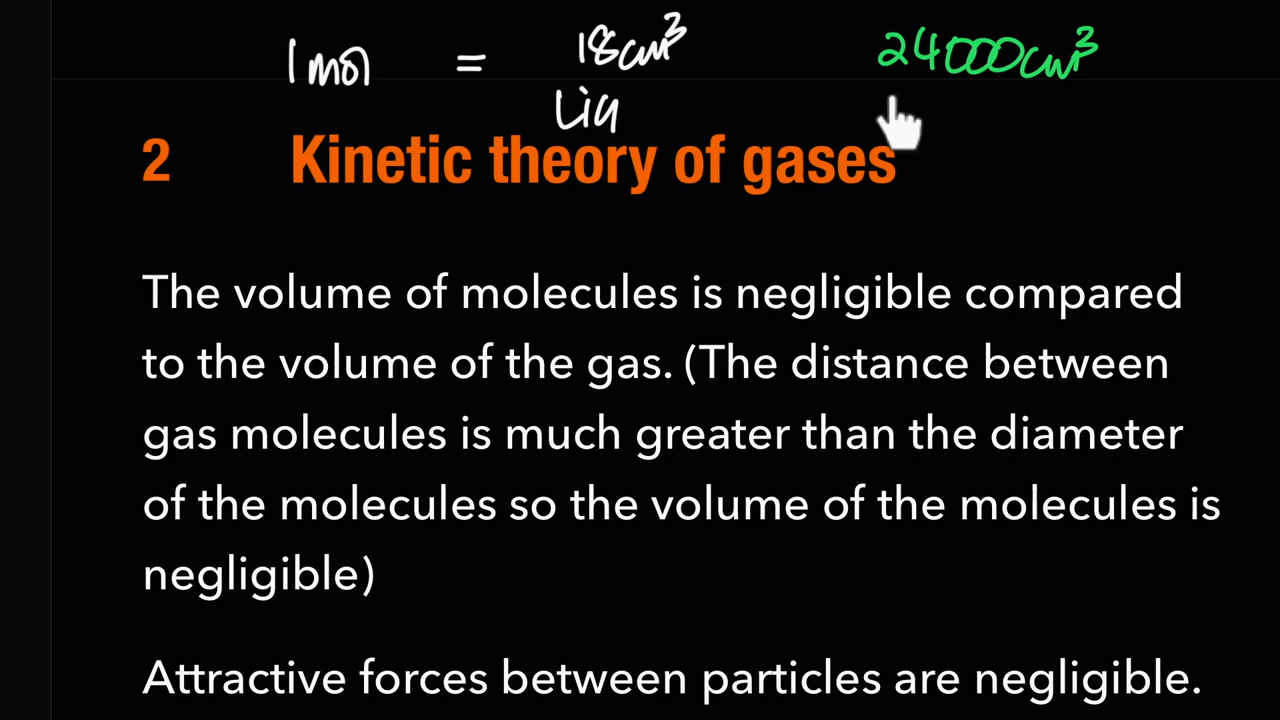 1 mol = 18cm³ 24000cm³
Liq
2 Kinetic theory of gases
The volume of molecules is negligible compared
to the volume of the gas. (The distance between
gas molecules is much greater than the diameter
of the molecules so the volume of the molecules is
negligible)
Attractive forces between particles are negligible.